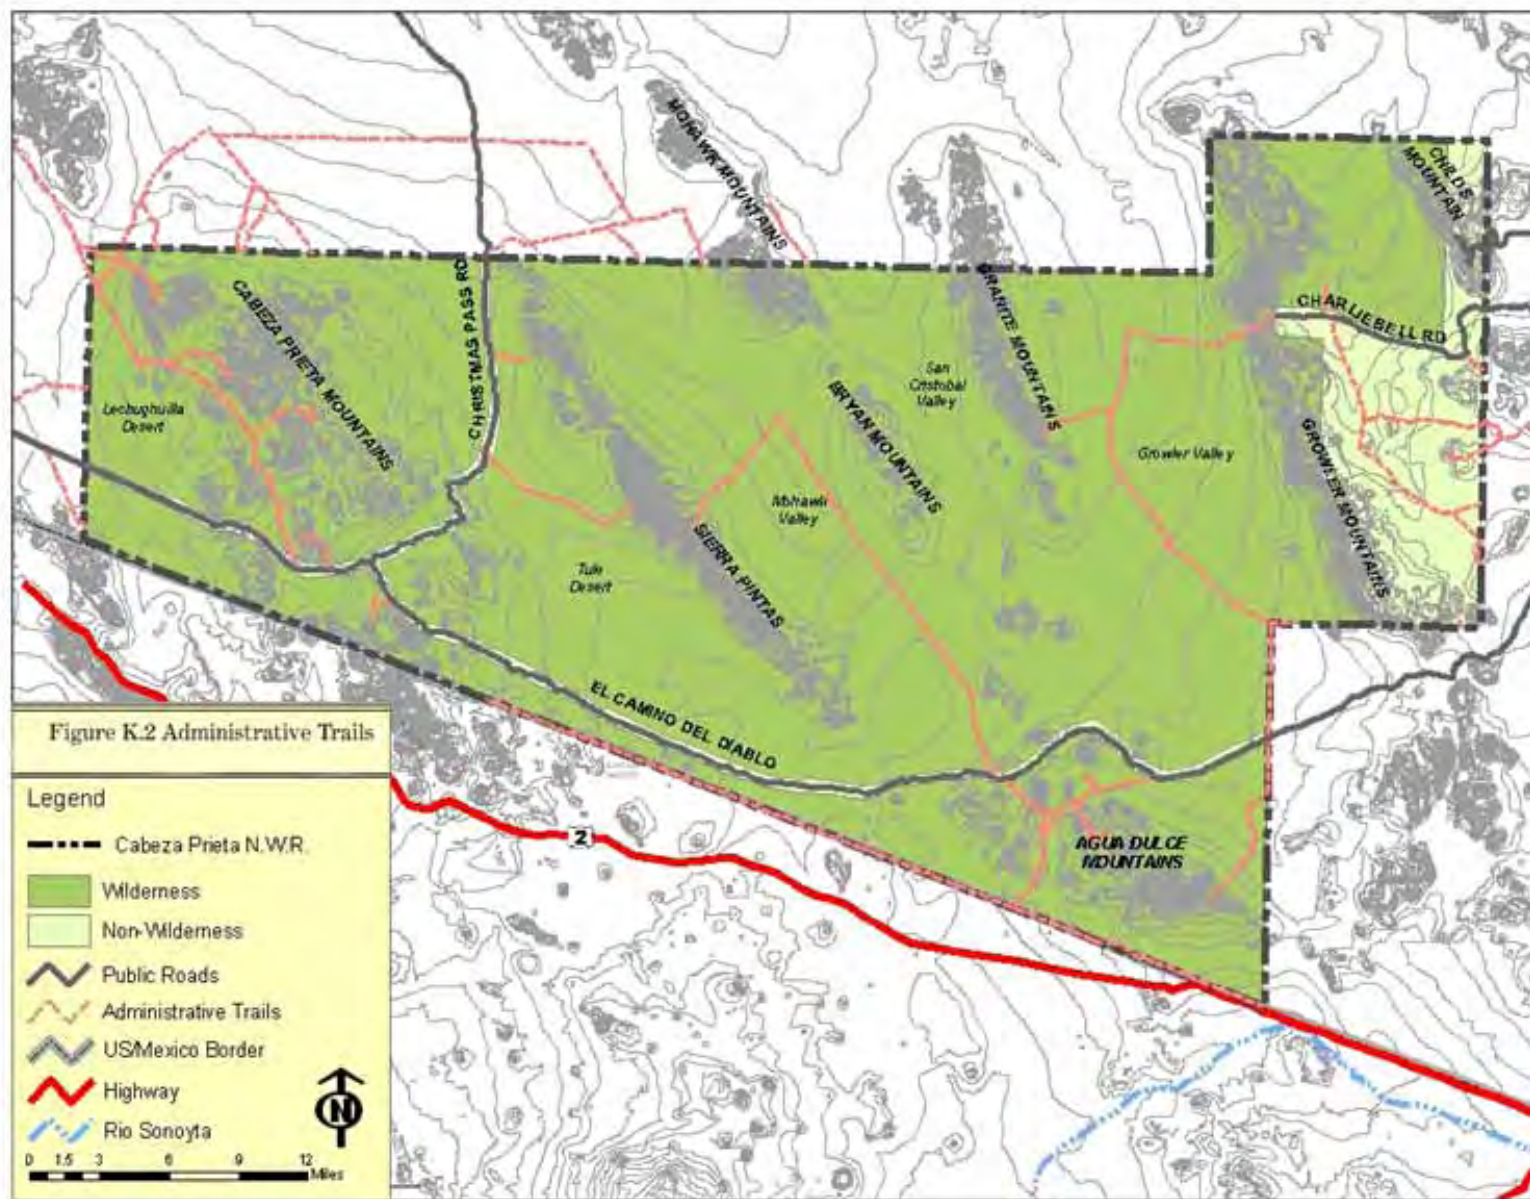 MOHAWK MOUNTAINS
CHILDS
MOUNTAIN
CABEZA PRIETA MOUNTAINS
CHRISTMAS PASS RD
GRANITE MOUNTAINS
CHARLIEBELL RD
San
Cristobal
Valley
BRYAN MOUNTAINS
Lechughuilla
Desert
Growler Valley
GROWLER MOUNTAINS
Mohawk
Valley
SIERRA PINTAS
Tule
Desert
EL CAMINO DEL DIABLO
AGUA DULCE
MOUNTAINS
2
Figure K.2 Administrative Trails
Legend
Cabeza Prieta N.W.R.
Wilderness
Non-Wilderness
Public Roads
Administrative Trails
US/Mexico Border
Highway
Rio Sonoyta
N
0 1.5 3 6 9 12
Miles